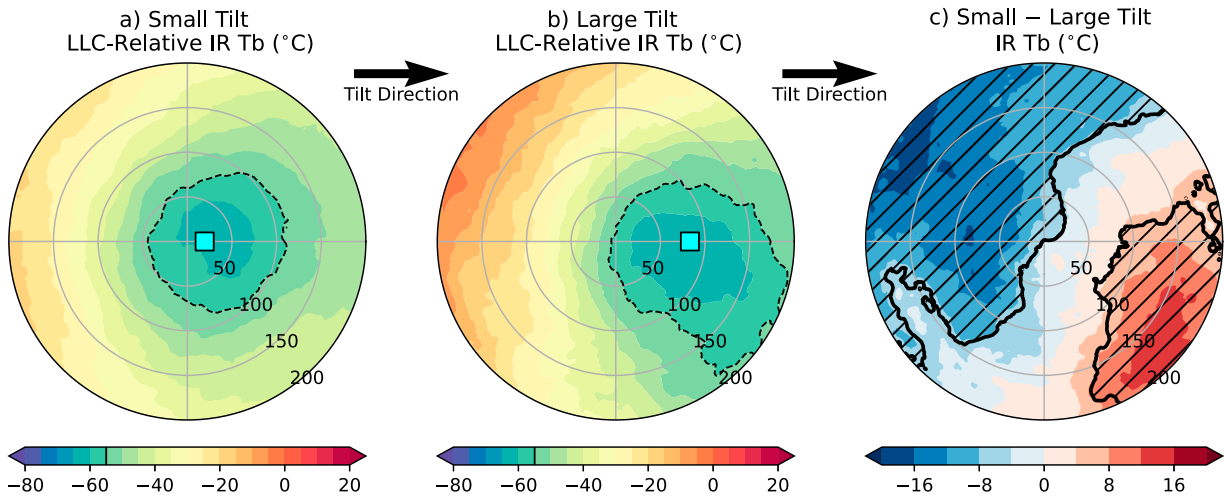 a) Small Tilt
LLC-Relative IR Tb (°C)
b) Large Tilt
LLC-Relative IR Tb (°C)
c) Small − Large Tilt
IR Tb (°C)
Tilt Direction
Tilt Direction
50
100
150
200
50
100
150
200
50
100
150
200
−80 −60 −40 −20 0 20
−80 −60 −40 −20 0 20
−16 −8 0 8 16